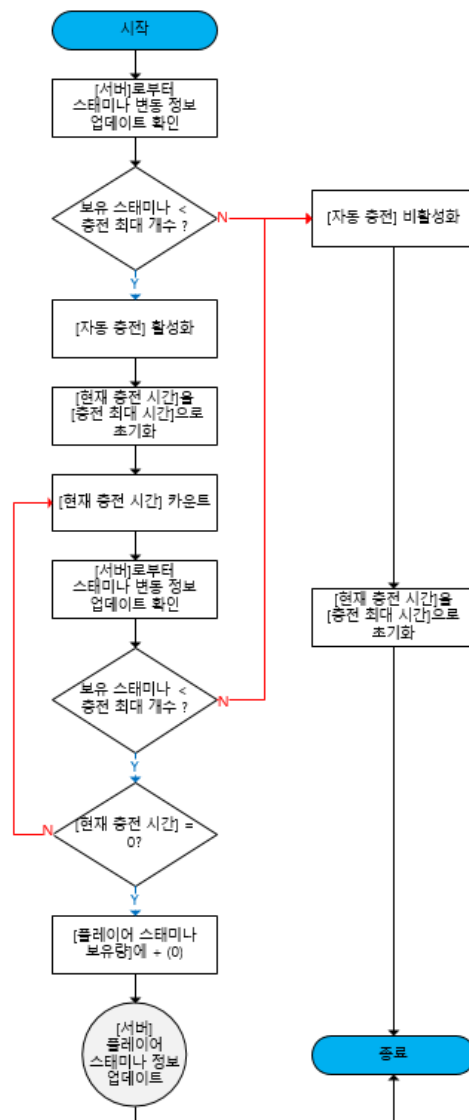 시작
[서버]로부터
스태미나 변동 정보
업데이트 확인
보유 스태미나 <
충전 최대 개수 ?
N
Y
[자동 충전] 비활성화
[자동 충전] 활성화
[현재 충전 시간]을
[충전 최대 시간]으로
초기화
[현재 충전 시간] 카운트
[서버]로부터
스태미나 변동 정보
업데이트 확인
[현재 충전 시간]을
[충전 최대 시간]으로
초기화
보유 스태미나 <
충전 최대 개수 ?
N
Y
[현재 충전 시간] =
0?
N
Y
[플레이어 스태미나
보유량]에 + (0)
[서버]
플레이어
스태미나 정보
업데이트
종료